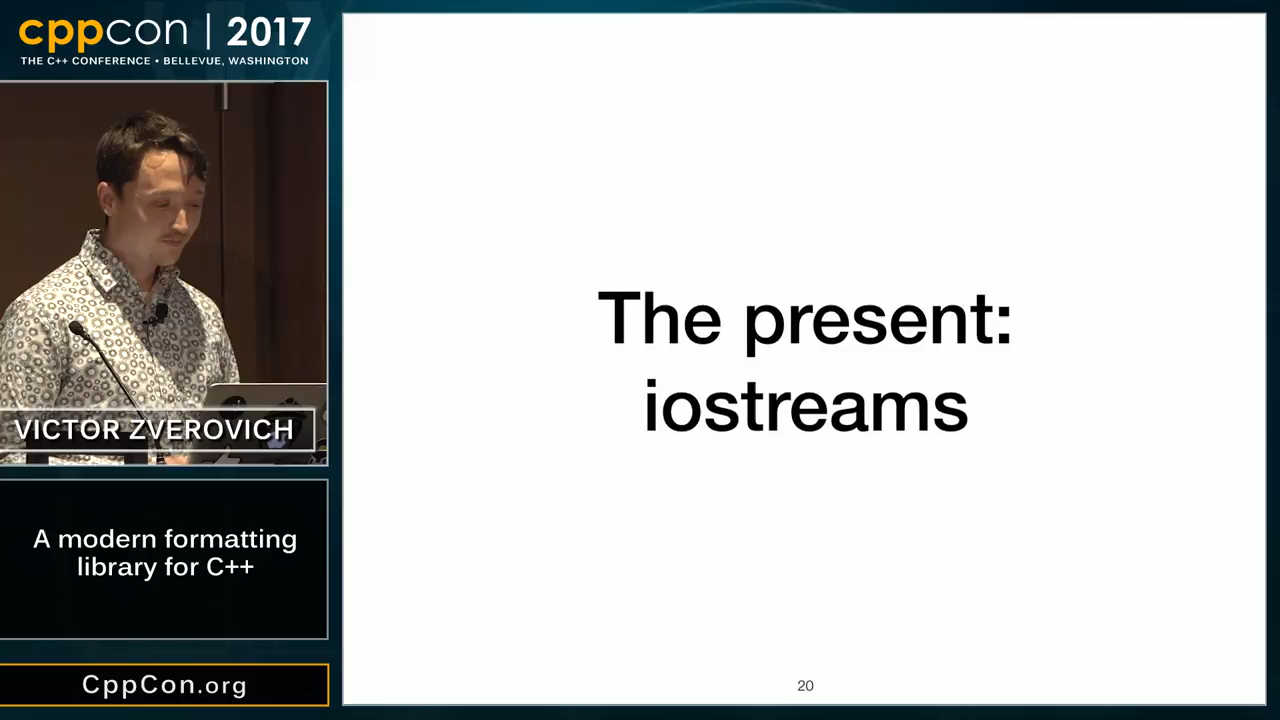 cppcon | 2017
THE C++ CONFERENCE • BELLEVUE, WASHINGTON
VICTOR ZVEROVICH
A modern formatting
library for C++
CppCon.org
The present:
iostreams
20